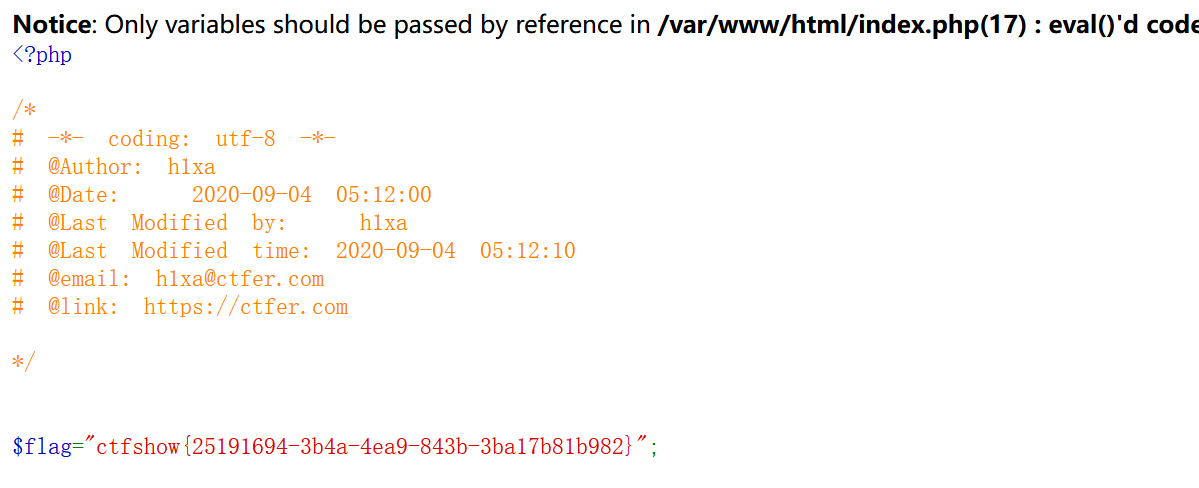 Notice: Only variables should be passed by reference in /var/www/html/index.php(17) : eval()'d code
<?php
/*
# -*- coding: utf-8 -*-
# @Author: h1xa
# @Date: 2020-09-04 05:12:00
# @Last Modified by: h1xa
# @Last Modified time: 2020-09-04 05:12:10
# @email: h1xa@ctfer.com
# @link: https://ctfer.com
*/
$flag="ctfshow{25191694-3b4a-4ea9-843b-3ba17b81b982}";